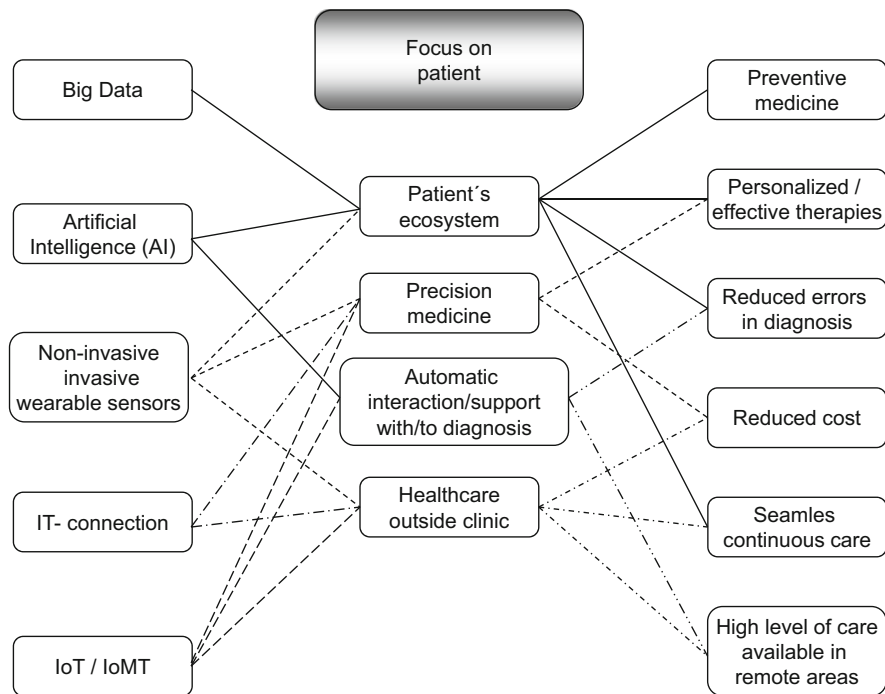 Focus on
patient
Big Data
Artificial
Intelligence (AI)
Non-invasive
invasive
wearable sensors
IT- connection
IoT / IoMT
Patient´s
ecosystem
Precision
medicine
Automatic
interaction/support
with/to diagnosis
Healthcare
outside clinic
Preventive
medicine
Personalized /
effective therapies
Reduced errors
in diagnosis
Reduced cost
Seamles
continuous care
High level of care
available in
remote areas